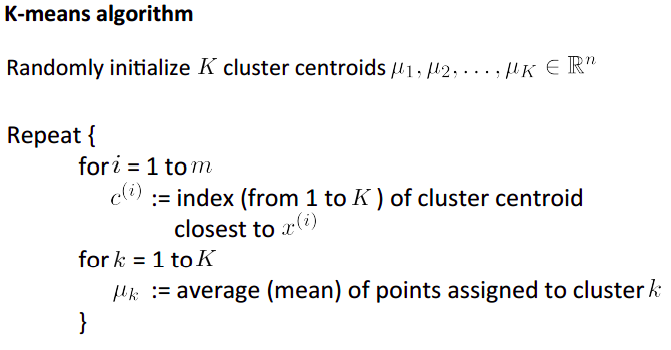 K-means algorithm
Randomly initialize K cluster centroids μ₁, μ₂, . . . , μ_K ∈ ℝⁿ
Repeat {
for i = 1 to m
c⁽ⁱ⁾ := index (from 1 to K ) of cluster centroid
closest to x⁽ⁱ⁾
for k = 1 to K
μₖ := average (mean) of points assigned to cluster k
}